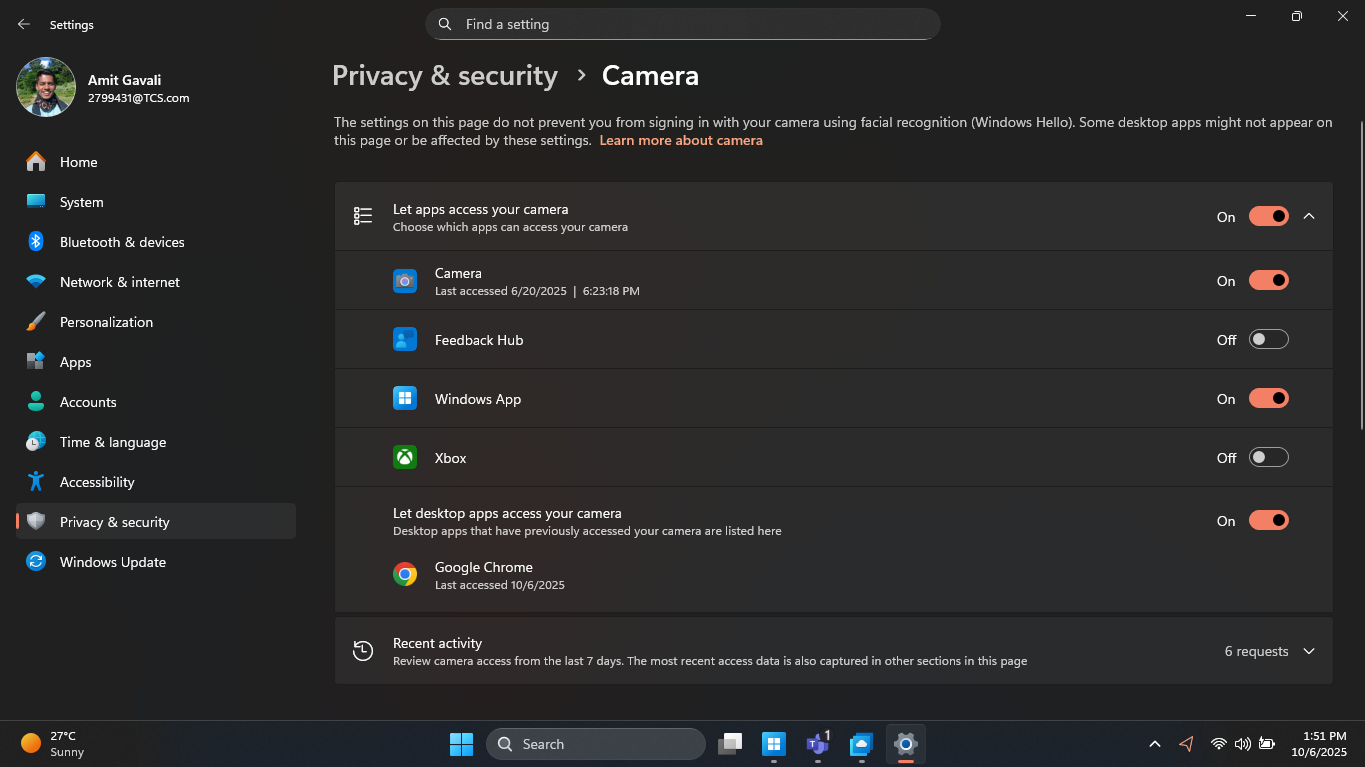 Settings
Find a setting
Amit Gavali
2799431@TCS.com
Home
System
Bluetooth & devices
Network & internet
Personalization
Apps
Accounts
Time & language
Accessibility
Privacy & security
Windows Update
Privacy & security > Camera
The settings on this page do not prevent you from signing in with your camera using facial recognition (Windows Hello). Some desktop apps might not appear on
this page or be affected by these settings. Learn more about camera
Let apps access your camera
Choose which apps can access your camera
On
Camera
Last accessed 6/20/2025 | 6:23:18 PM
On
Feedback Hub
Off
Windows App
On
Xbox
Off
Let desktop apps access your camera
Desktop apps that have previously accessed your camera are listed here
On
Google Chrome
Last accessed 10/6/2025
Recent activity
Review camera access from the last 7 days. The most recent access data is also captured in other sections in this page
6 requests
27°C
Sunny
Search
1
1:51 PM
10/6/2025